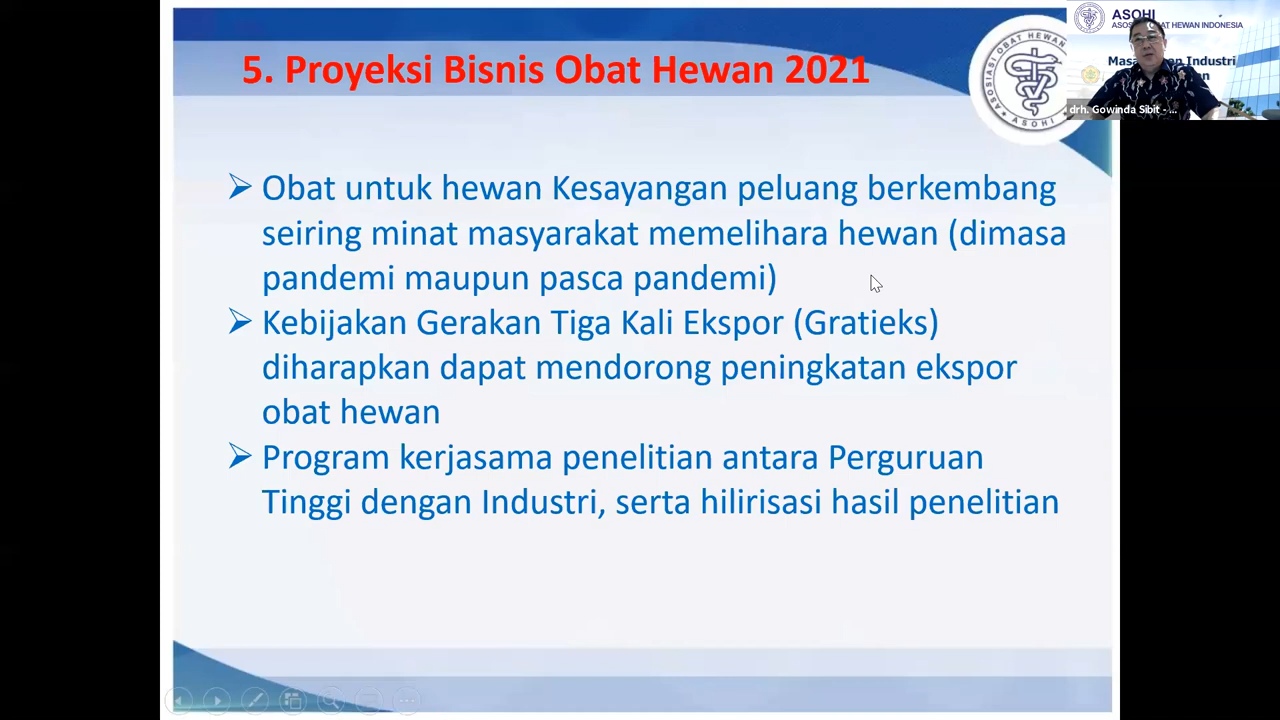 5. Proyeksi Bisnis Obat Hewan 2021
ASOSIASI OBAT HEWAN
ASOHI
ASOHI
OBAT HEWAN INDONESIA
Industri
drh. Gowinda Sibit - ...
➢ Obat untuk hewan Kesayangan peluang berkembang
seiring minat masyarakat memelihara hewan (dimasa
pandemi maupun pasca pandemi)
➢ Kebijakan Gerakan Tiga Kali Ekspor (Gratieks)
diharapkan dapat mendorong peningkatan ekspor
obat hewan
➢ Program kerjasama penelitian antara Perguruan
Tinggi dengan Industri, serta hilirisasi hasil penelitian